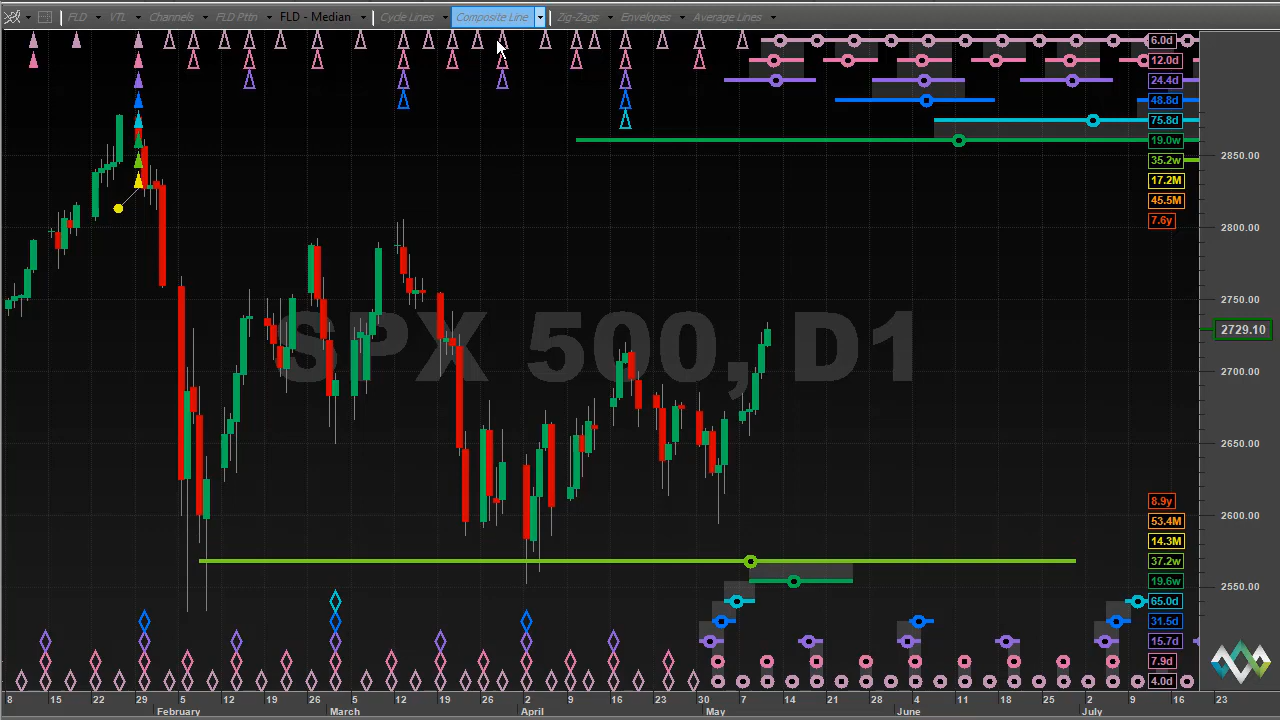 FLD VTL Channels FLD Pttn FLD - Median Cycle Lines Composite Line Zig-Zags Envelopes Average Lines
6.0d
12.0d
24.4d
48.8d
75.8d
19.0w
2850.00
35.2w
17.2M
45.5M
7.6y
2800.00
2750.00
2729.10
SPX 500, D1
2700.00
2650.00
2600.00
8.9y
53.4M
14.3M
37.2w
19.6w
2550.00
65.0d
31.5d
15.7d
7.9d
4.0d
8 15 22 29 5 12 19 26 5 12 19 26 2 9 16 23 30 7 14 21 28 4 11 18 25 2 9 16 23
February March April May June July